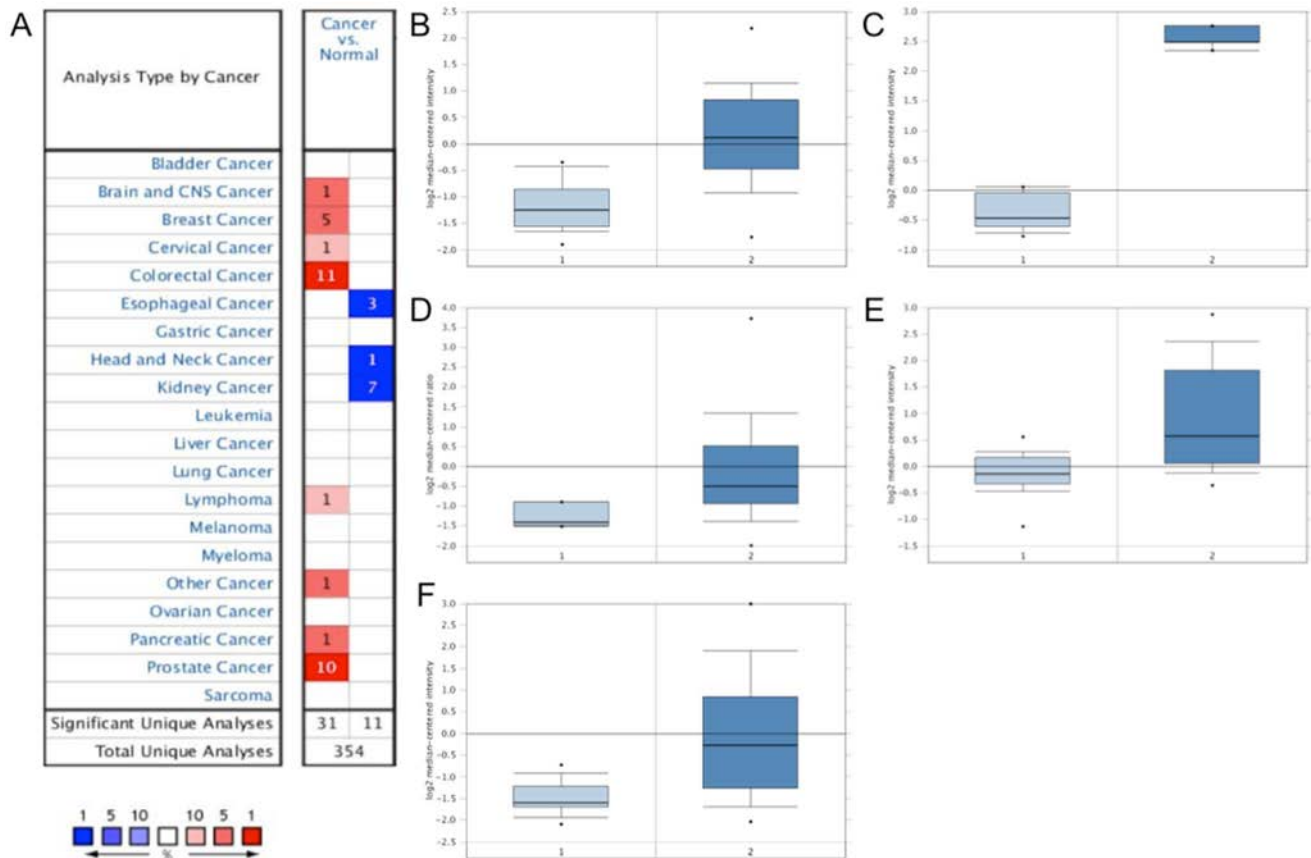 A
Analysis Type by Cancer
Cancer
vs.
Normal
Bladder Cancer
Brain and CNS Cancer 1
Breast Cancer 5
Cervical Cancer 1
Colorectal Cancer 11
Esophageal Cancer 3
Gastric Cancer
Head and Neck Cancer 1
Kidney Cancer 7
Leukemia
Liver Cancer
Lung Cancer
Lymphoma 1
Melanoma
Myeloma
Other Cancer 1
Ovarian Cancer
Pancreatic Cancer 1
Prostate Cancer 10
Sarcoma
Significant Unique Analyses 31 11
Total Unique Analyses 354
1 5 10 10 5 1
%
B
log2 median-centered intensity
2.5
2.0
1.5
1.0
0.5
0.0
-0.5
-1.0
-1.5
-2.0
1 2
C
log2 median-centered intensity
3.0
2.5
2.0
1.5
1.0
0.5
0.0
-0.5
-1.0
1 2
D
log2 median-centered ratio
4.0
3.5
3.0
2.5
2.0
1.5
1.0
0.5
0.0
-0.5
-1.0
-1.5
-2.0
1 2
E
log2 median-centered intensity
3.0
2.5
2.0
1.5
1.0
0.5
0.0
-0.5
-1.0
-1.5
1 2
F
log2 median-centered intensity
3.0
2.5
2.0
1.5
1.0
0.5
0.0
-0.5
-1.0
-1.5
-2.0
-2.5
1 2